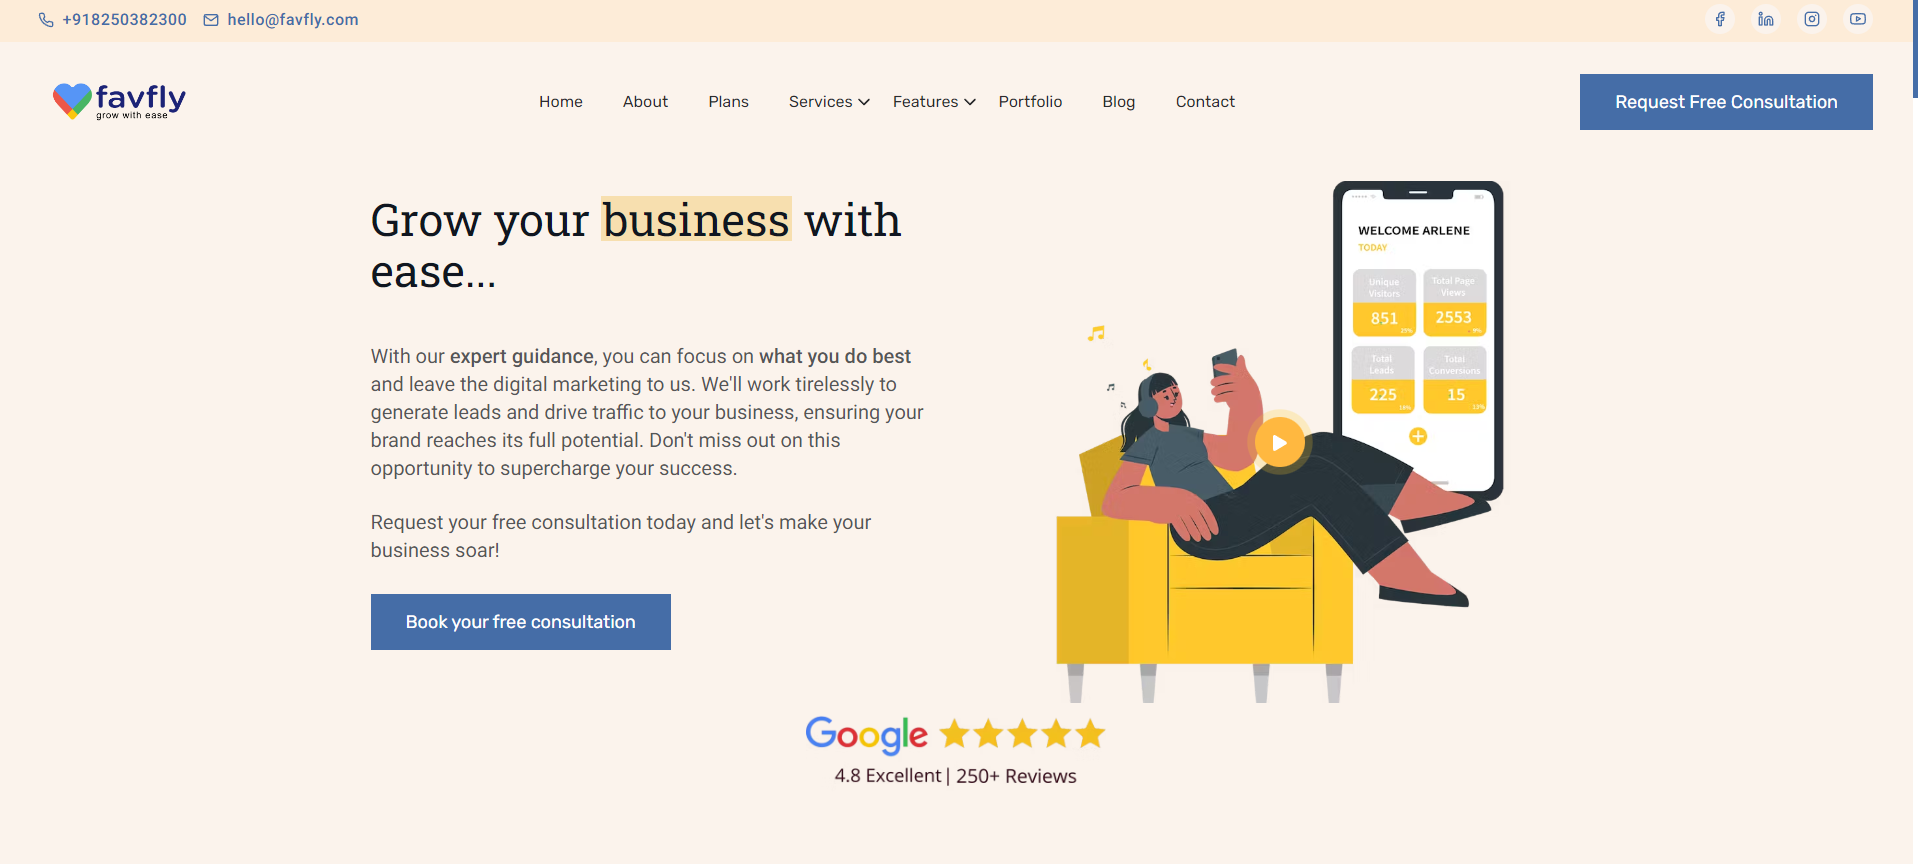 +918250382300 hello@favfly.com
favfly
grow with ease
Home About Plans Services Features Portfolio Blog Contact
Request Free Consultation
Grow your business with
ease...
With our expert guidance, you can focus on what you do best
and leave the digital marketing to us. We'll work tirelessly to
generate leads and drive traffic to your business, ensuring your
brand reaches its full potential. Don't miss out on this
opportunity to supercharge your success.
Request your free consultation today and let's make your
business soar!
Book your free consultation
WELCOME ARLENE
TODAY
Unique
Visitors
851
29%
Total Page
Views
2553
9%
Total
Leads
225
18%
Total
Conversions
15
13%
Google
4.8 Excellent | 250+ Reviews